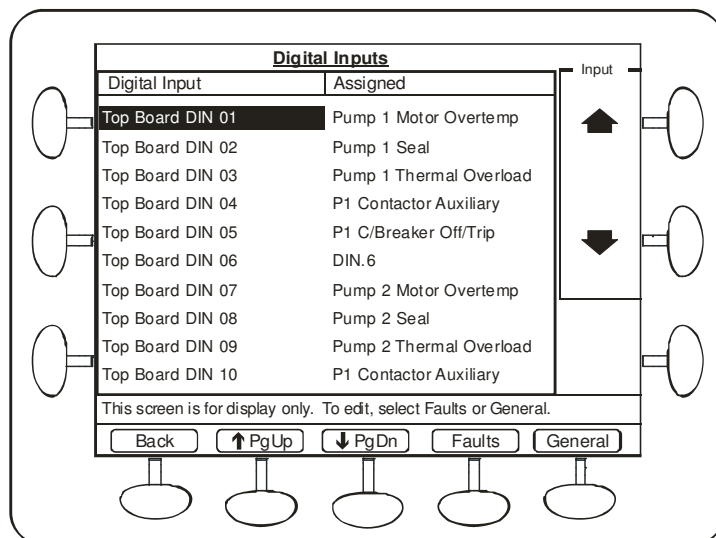 Digital Inputs
Input
Digital Input Assigned
Top Board DIN 01 Pump 1 Motor Overtemp
Top Board DIN 02 Pump 1 Seal
Top Board DIN 03 Pump 1 Thermal Overload
Top Board DIN 04 P1 Contactor Auxiliary
Top Board DIN 05 P1 C/Breaker Off/Trip
Top Board DIN 06 DIN.6
Top Board DIN 07 Pump 2 Motor Overtemp
Top Board DIN 08 Pump 2 Seal
Top Board DIN 09 Pump 2 Thermal Overload
Top Board DIN 10 P1 Contactor Auxiliary
This screen is for display only. To edit, select Faults or General.
Back ↑ PgUp ↓ PgDn Faults General